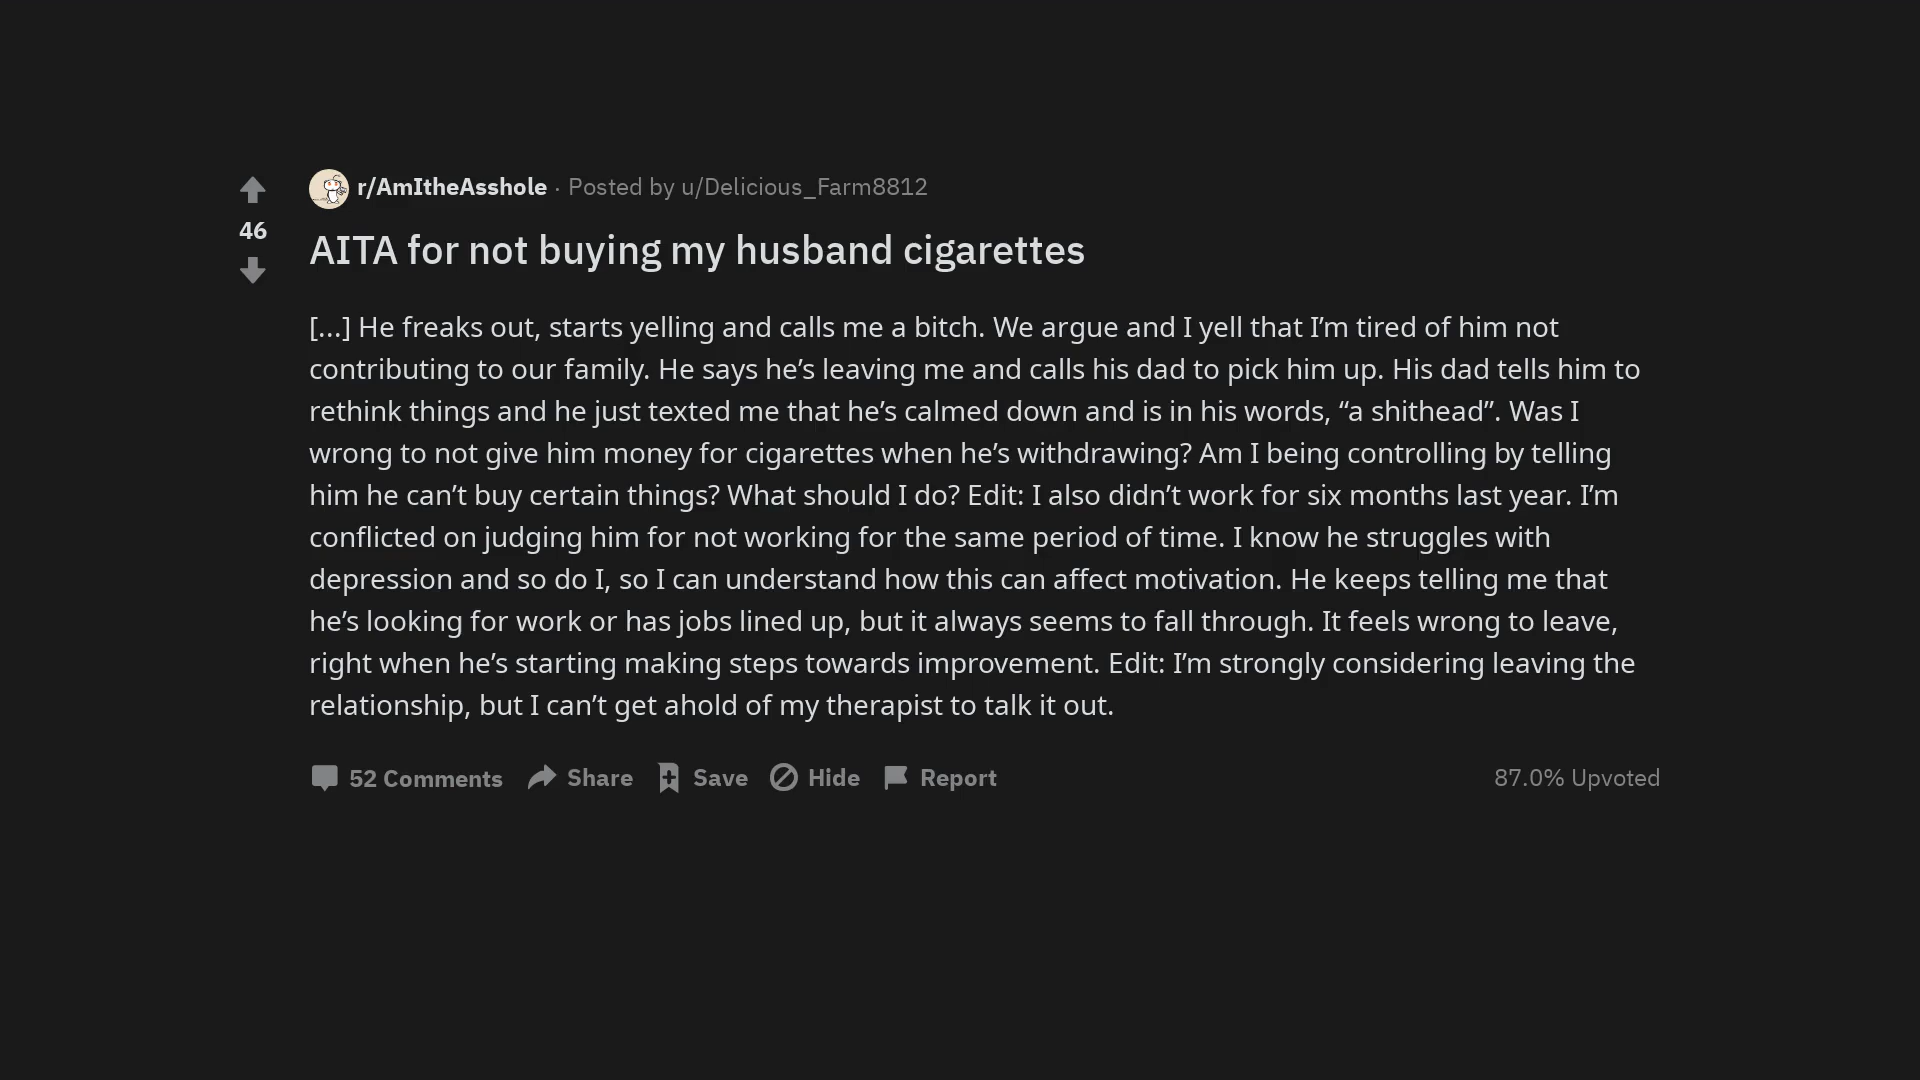 r/AmItheAsshole · Posted by u/Delicious_Farm8812
46
AITA for not buying my husband cigarettes
[...] He freaks out, starts yelling and calls me a bitch. We argue and I yell that I’m tired of him not
contributing to our family. He says he’s leaving me and calls his dad to pick him up. His dad tells him to
rethink things and he just texted me that he’s calmed down and is in his words, “a shithead”. Was I
wrong to not give him money for cigarettes when he’s withdrawing? Am I being controlling by telling
him he can’t buy certain things? What should I do? Edit: I also didn’t work for six months last year. I’m
conflicted on judging him for not working for the same period of time. I know he struggles with
depression and so do I, so I can understand how this can affect motivation. He keeps telling me that
he’s looking for work or has jobs lined up, but it always seems to fall through. It feels wrong to leave,
right when he’s starting making steps towards improvement. Edit: I’m strongly considering leaving the
relationship, but I can’t get ahold of my therapist to talk it out.
52 Comments Share Save Hide Report 87.0% Upvoted